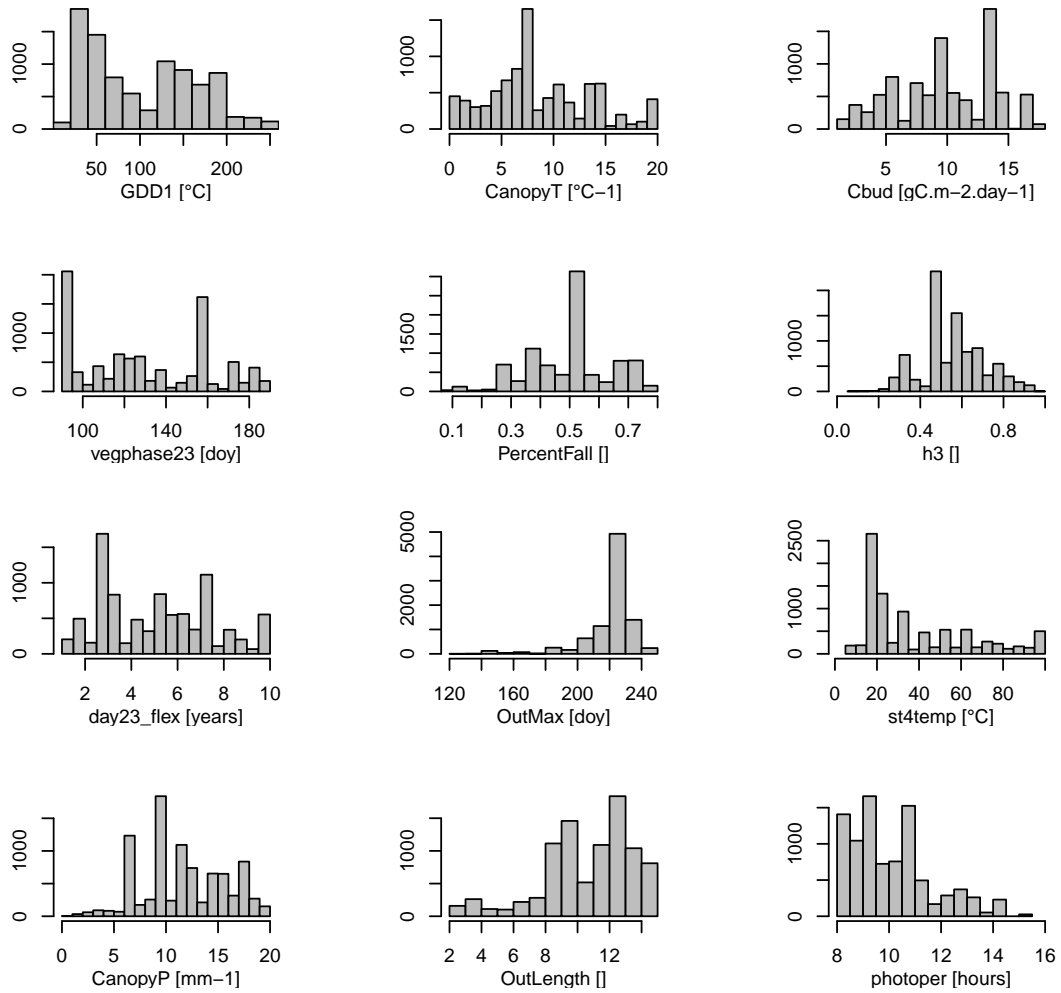 0 1000
50 100 200
GDD1 [°C]
0 1000
0 5 10 15 20
CanopyT [°C−1]
0 1000
5 10 15
Cbud [gC.m−2.day−1]
0 1000
100 140 180
vegphase23 [doy]
0 1500
0.1 0.3 0.5 0.7
PercentFall []
0 1000
0.0 0.4 0.8
h3 []
0 1000
2 4 6 8 10
day23_flex [years]
0 2000 5000
120 160 200 240
OutMax [doy]
0 1000 2500
0 20 40 60 80
st4temp [°C]
0 1000
0 5 10 15 20
CanopyP [mm−1]
0 1000
2 4 6 8 12
OutLength []
0 1000
8 10 12 14 16
photoper [hours]